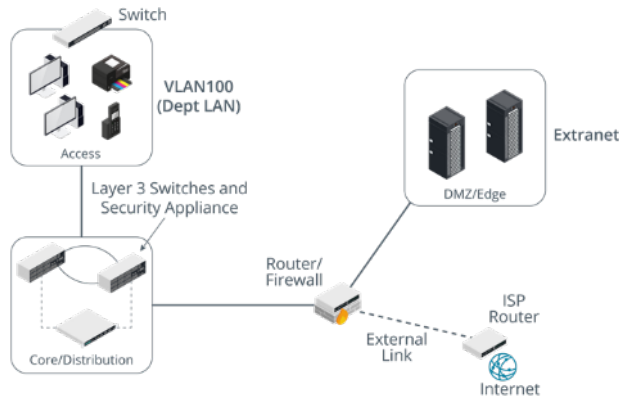 Switch
VLAN100
(Dept LAN)
Access
Extranet
DMZ/Edge
Layer 3 Switches and
Security Appliance
Router/
Firewall
ISP
Router
External
Link
Core/Distribution
Internet